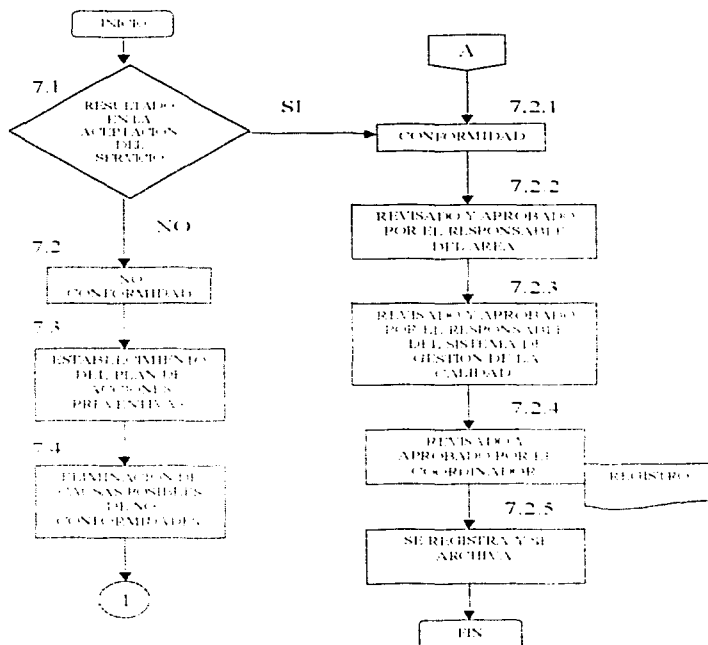 INICIO
7.1
RESULTADO
EN LA
ACEPTACION
DEL
SERVICIO
SI
NO
7.2
NO
CONFORMIDAD
7.3
ESTABLECIMIENTO
DEL PLAN DE
ACCIONES
PREVENTIVAS
7.4
ELIMINACION DE
CAUSAS POSIBLES
DE NO
CONFORMIDADES
1
A
7.2.1
CONFORMIDAD
7.2.2
REVISADO Y APROBADO
POR EL RESPONSABLE
DEL AREA
7.2.3
REVISADO Y APROBADO
POR EL RESPONSABLE
DEL SISTEMA DE
GESTION DE LA
CALIDAD
7.2.4
REVISADO Y
APROBADO POR EL
COORDINADOR
REGISTRO
7.2.5
SE REGISTRA Y SE
ARCHIVA
FIN